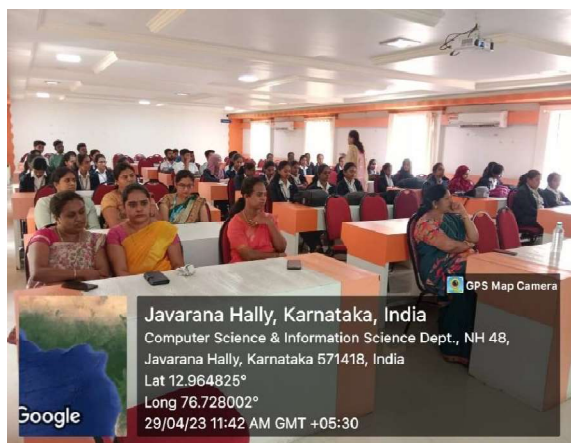 GPS Map Camera
Javarana Hally, Karnataka, India
Computer Science & Information Science Dept., NH 48,
Javarana Hally, Karnataka 571418, India
Lat 12.964825°
Long 76.728002°
29/04/23 11:42 AM GMT +05:30
Google